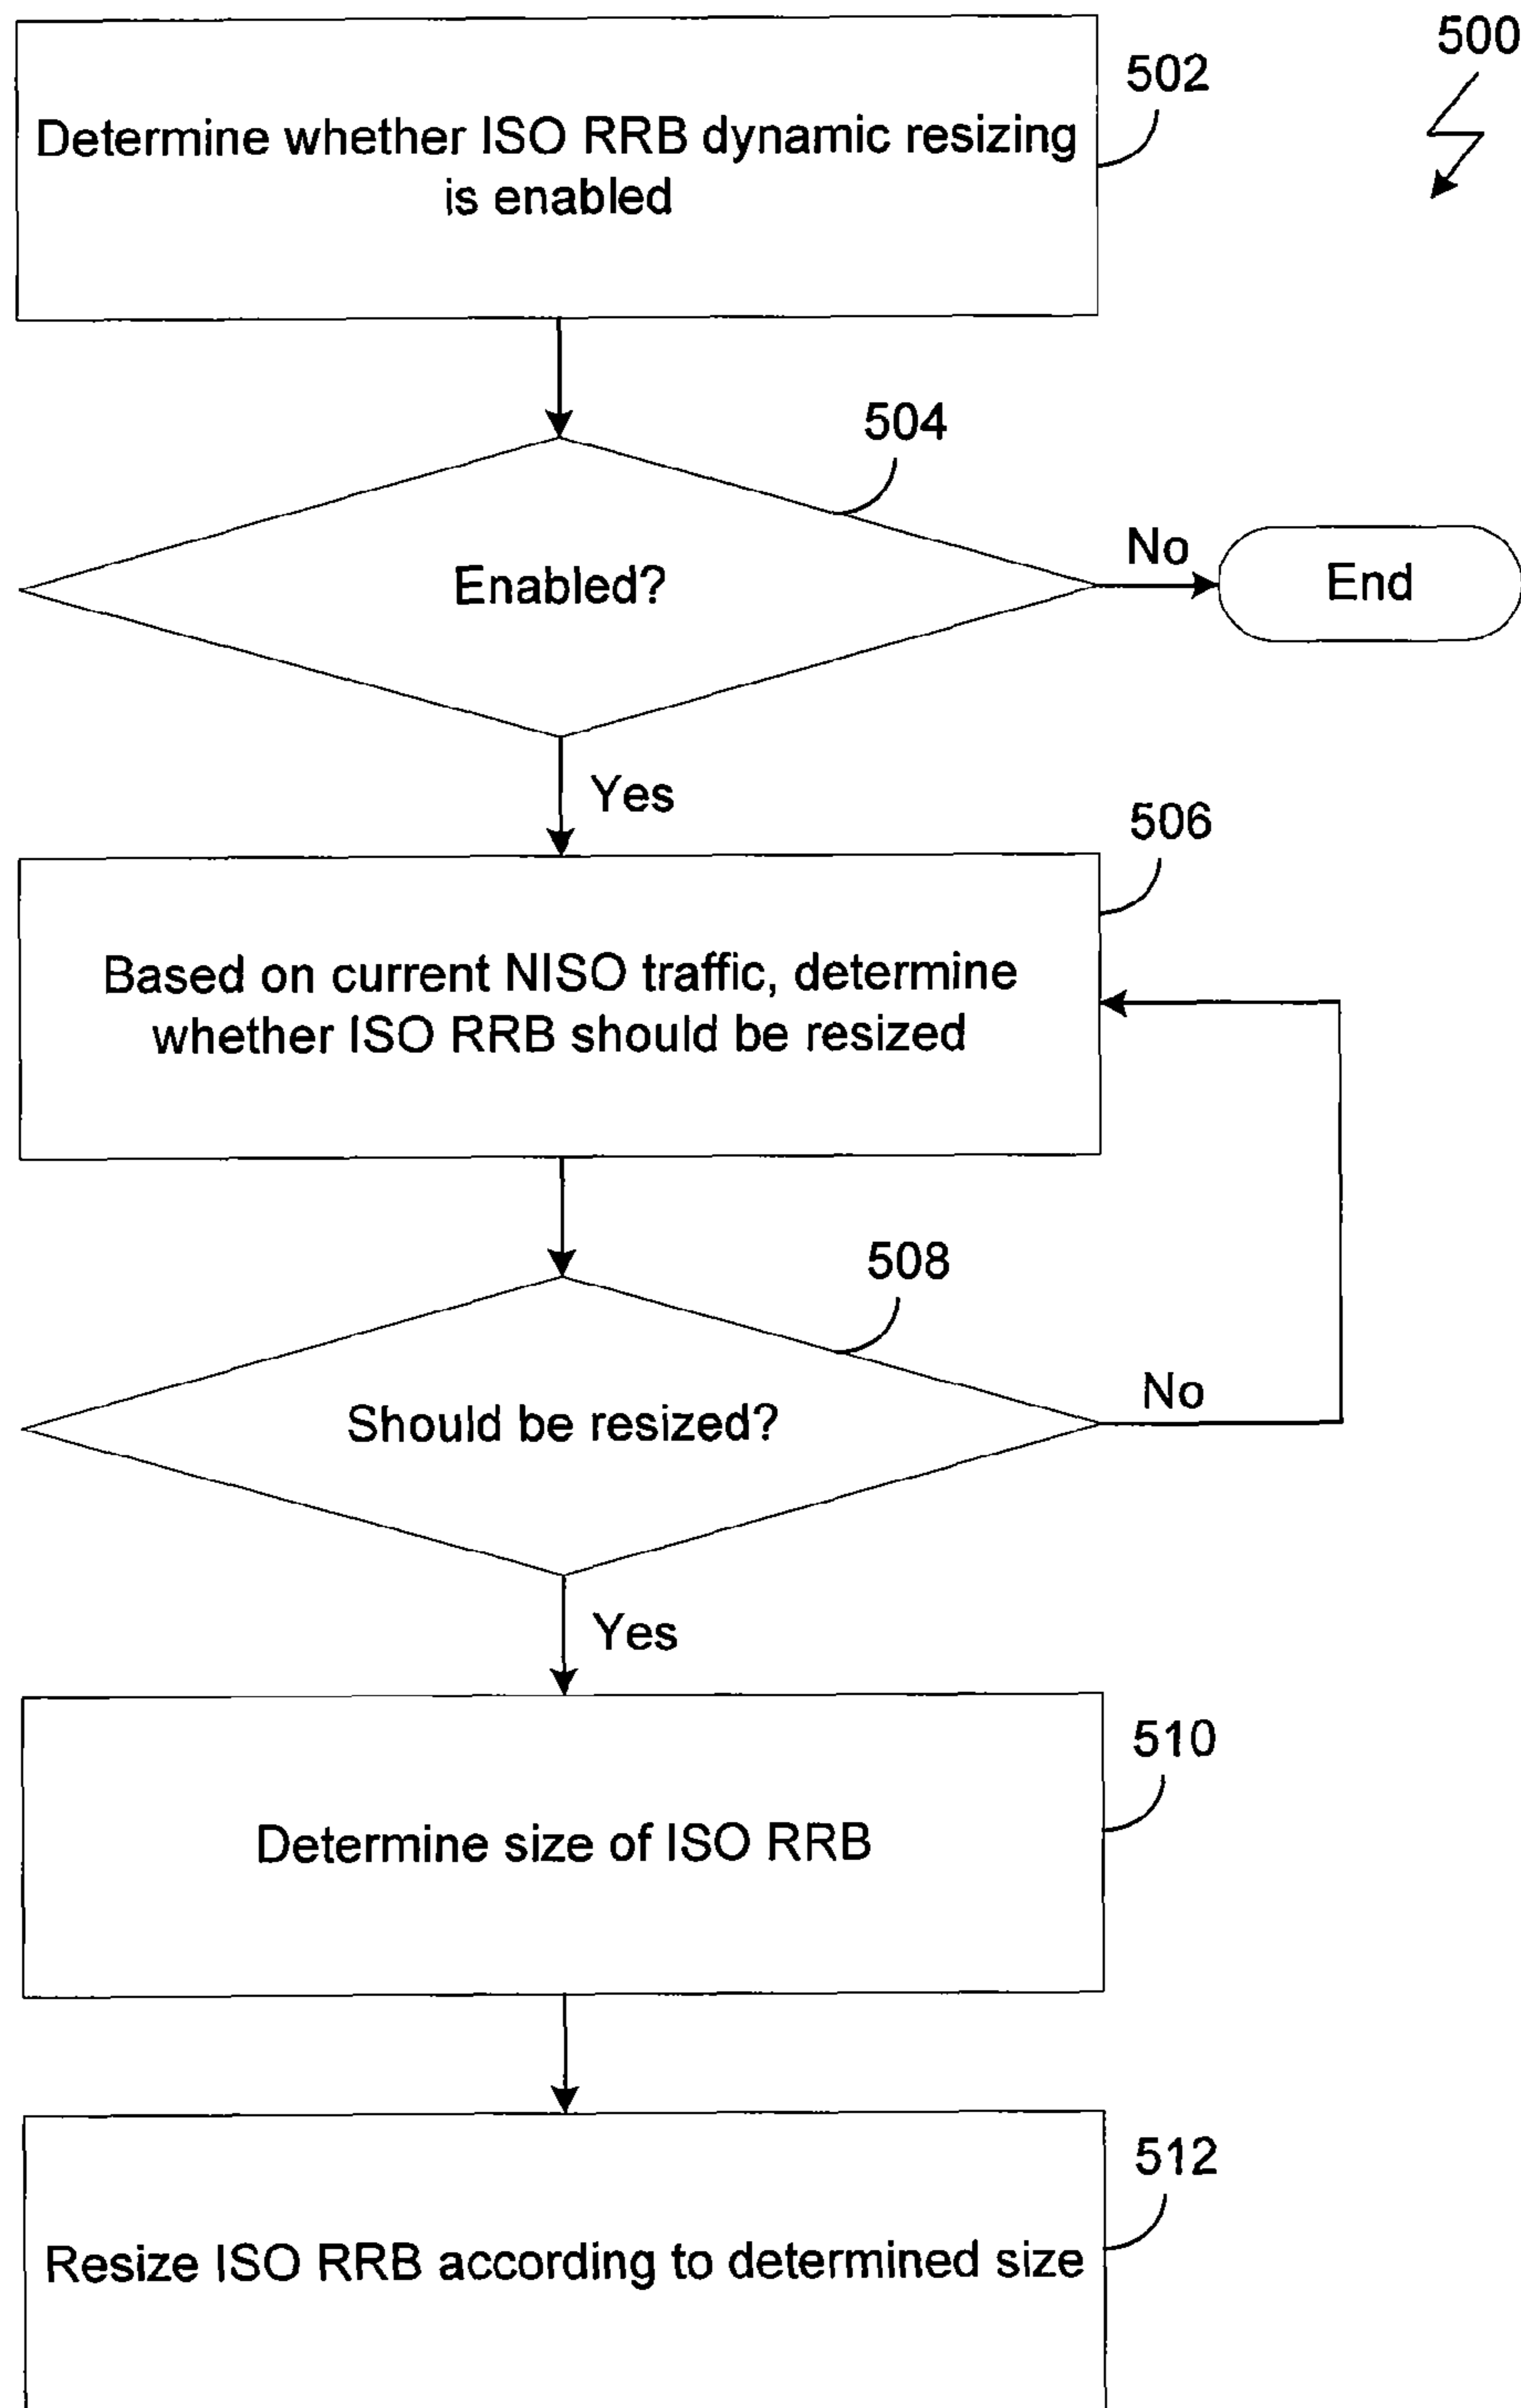 500
502
Determine whether ISO RRB dynamic resizing
is enabled
504
Enabled?
No
End
Yes
506
Based on current NISO traffic, determine
whether ISO RRB should be resized
508
Should be resized?
No
Yes
510
Determine size of ISO RRB
512
Resize ISO RRB according to determined size